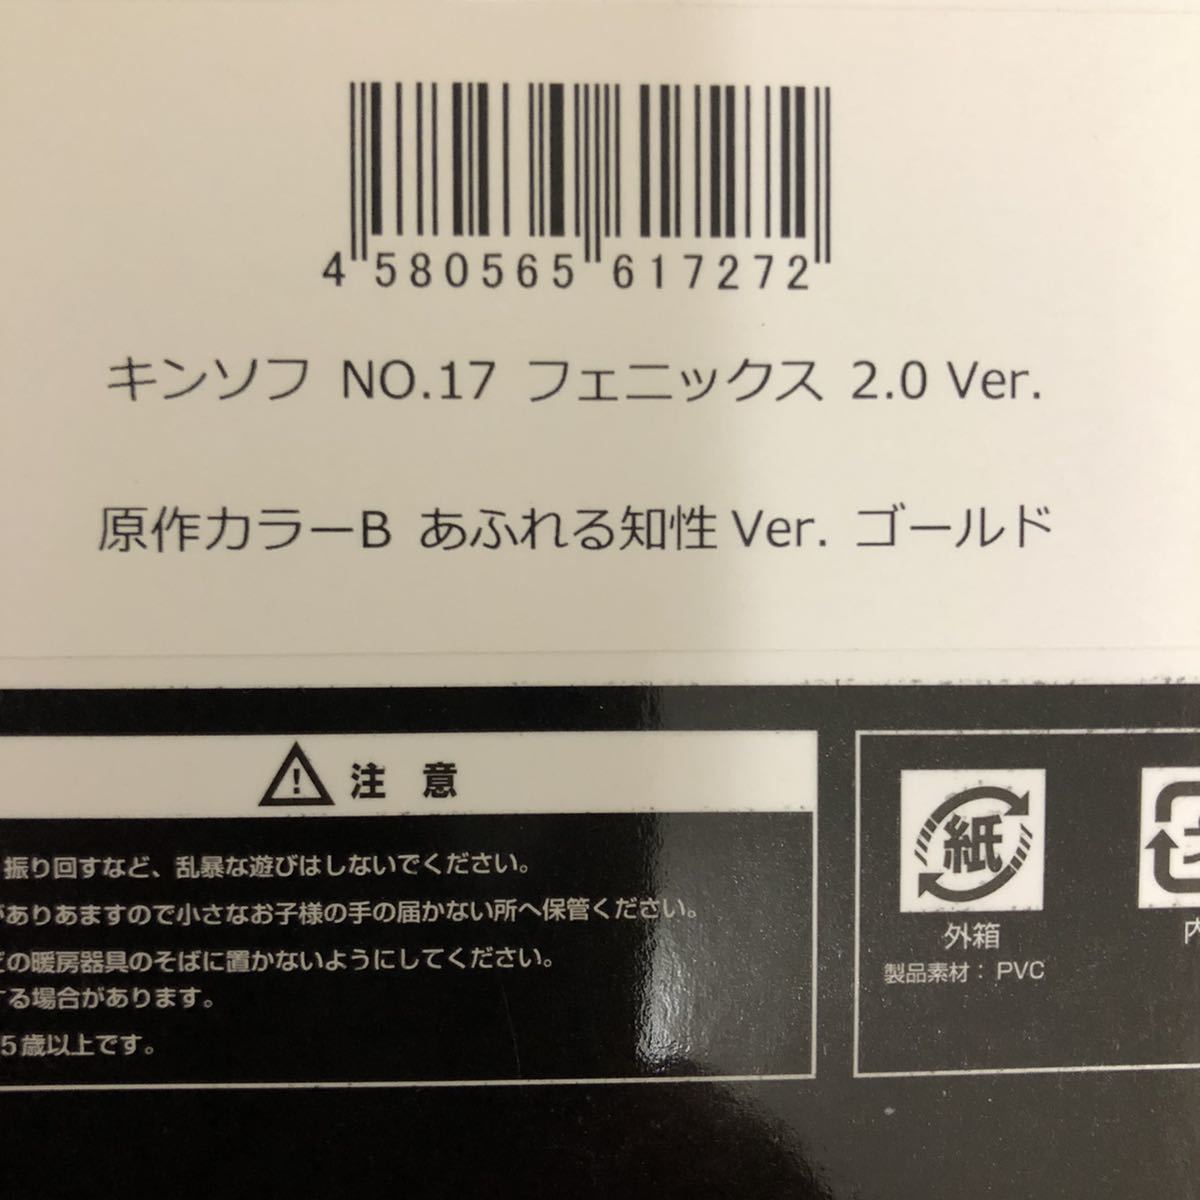 4 580565 617272
キンソフ NO.17 フェニックス 2.0 Ver.
原作カラーB あふれる知性Ver. ゴールド
注 意
振り回すなど、乱暴な遊びはしないでください。
がありあますので小さなお子様の手の届かない所へ保管ください。
どの暖房器具のそばに置かないようにしてください。
する場合があります。
5歳以上です。
紙
外箱
製品素材：PVC
内